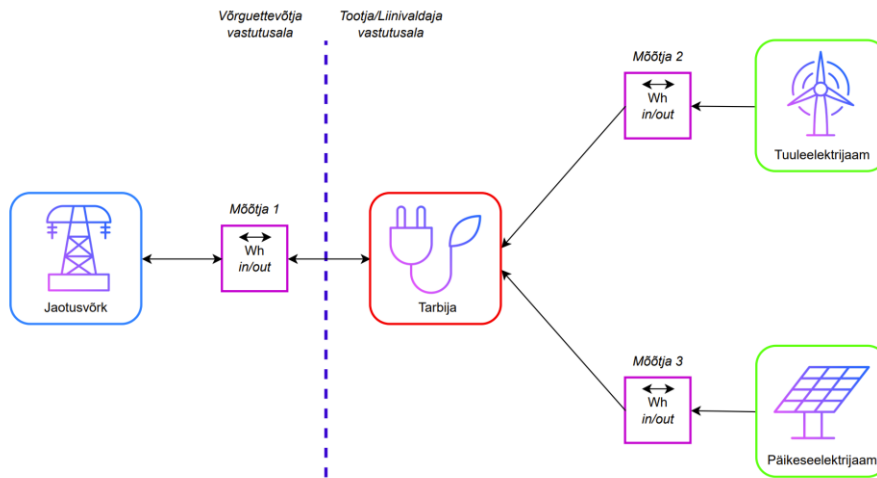 Võrguettevõtja
vastutusala
Tootja/Liinivaldaja
vastutusala
Mõõtja 2
Wh
in/out
Tuuleelektrijaam
Mõõtja 1
Wh
in/out
Jaotusvõrk
Tarbija
Mõõtja 3
Wh
in/out
Päikeseelektrijaam